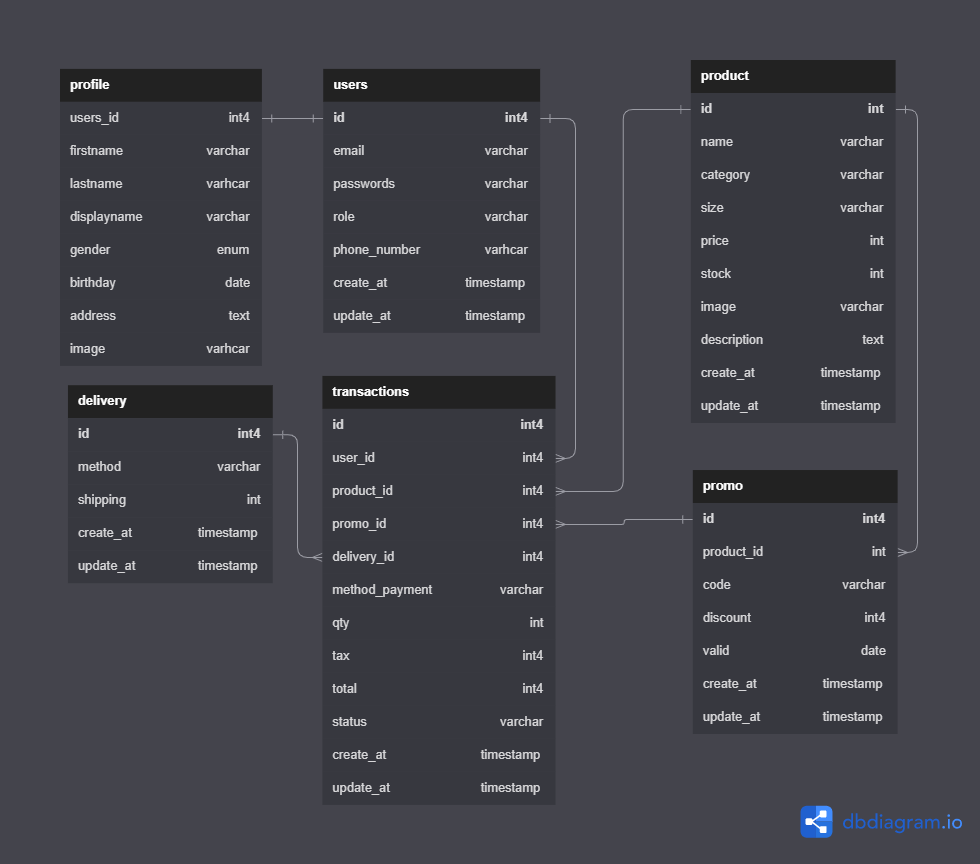 profile
users_id int4
firstname varchar
lastname varhcar
displayname varchar
gender enum
birthday date
address text
image varhcar
users
id int4
email varchar
passwords varchar
role varchar
phone_number varhcar
create_at timestamp
update_at timestamp
product
id int
name varchar
category varchar
size varchar
price int
stock int
image varchar
description text
create_at timestamp
update_at timestamp
delivery
id int4
method varchar
shipping int
create_at timestamp
update_at timestamp
transactions
id int4
user_id int4
product_id int4
promo_id int4
delivery_id int4
method_payment varchar
qty int
tax int4
total int4
status varchar
create_at timestamp
update_at timestamp
promo
id int4
product_id int
code varchar
discount int4
valid date
create_at timestamp
update_at timestamp
dbdiagram.io